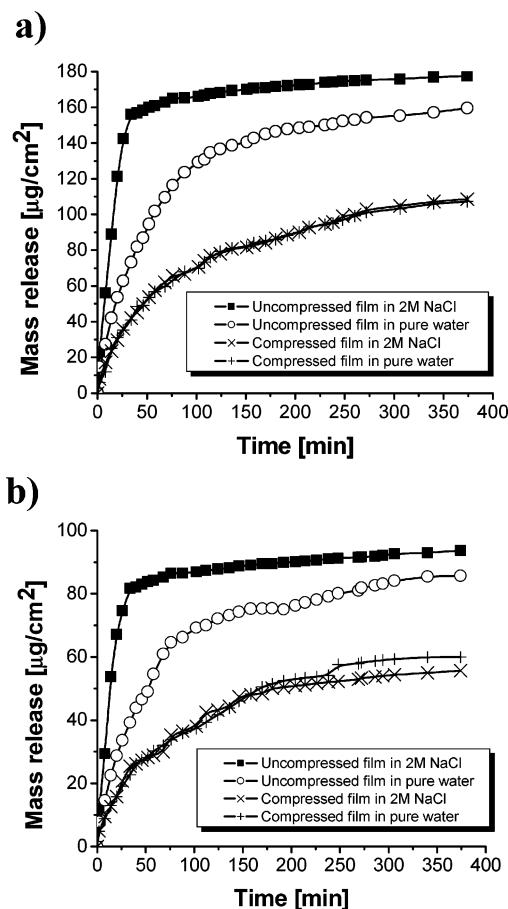 a)
180
160
140
120
100
80
60
40
20
0
Mass release [µg/cm²]
Uncompressed film in 2M NaCl
Uncompressed film in pure water
Compressed film in 2M NaCl
Compressed film in pure water
0 50 100 150 200 250 300 350 400
Time [min]
b)
100
80
60
40
20
0
Mass release [µg/cm²]
Uncompressed film in 2M NaCl
Uncompressed film in pure water
Compressed film in 2M NaCl
Compressed film in pure water
0 50 100 150 200 250 300 350 400
Time [min]